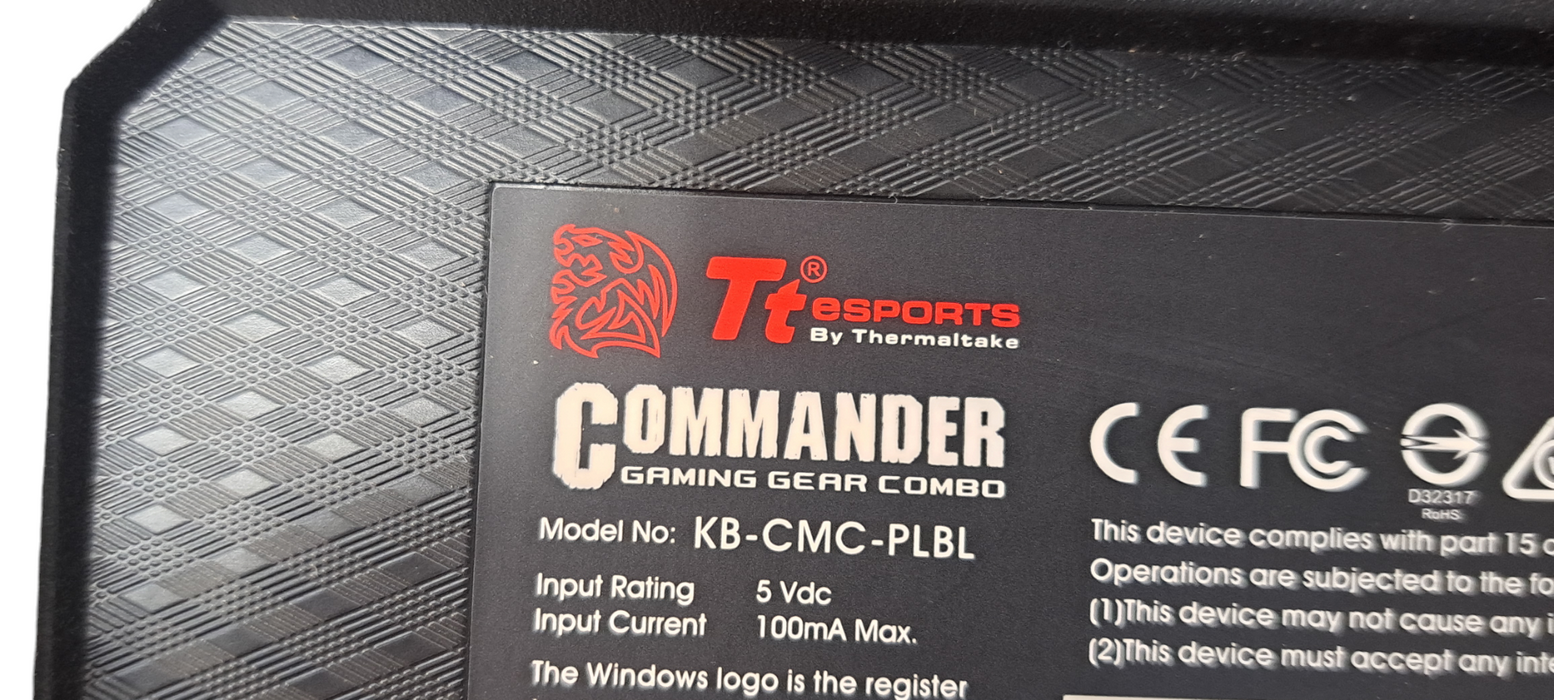 Tt® eSPORTS
By Thermaltake
COMMANDER
GAMING GEAR COMBO
Model No: KB-CMC-PLBL
Input Rating 5 Vdc
Input Current 100mA Max.
The Windows logo is the register
CE FC
D32317
RoHS
This device complies with part 15
Operations are subjected to the
(1)This device may not cause any
(2)This device must accept any